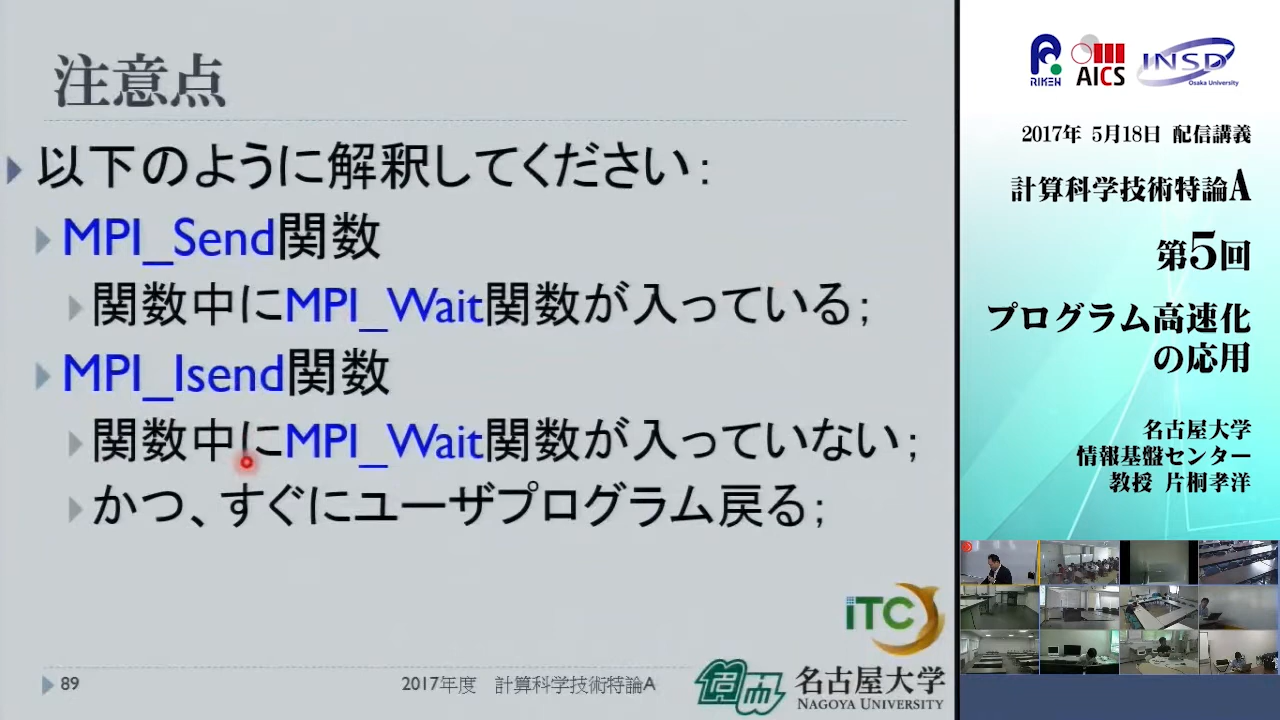 注意点
以下のように解釈してください：
MPI_Send関数
関数中にMPI_Wait関数が入っている；
MPI_Isend関数
関数中にMPI_Wait関数が入っていない；
かつ、すぐにユーザプログラム戻る；
89
2017年度 計算科学技術特論A
iTC
名古屋大学
NAGOYA UNIVERSITY
RIKEN
AICS
INSD
Osaka University
2017年 5月18日 配信講義
計算科学技術特論A
第5回
プログラム高速化
の応用
名古屋大学
情報基盤センター
教授 片桐孝洋